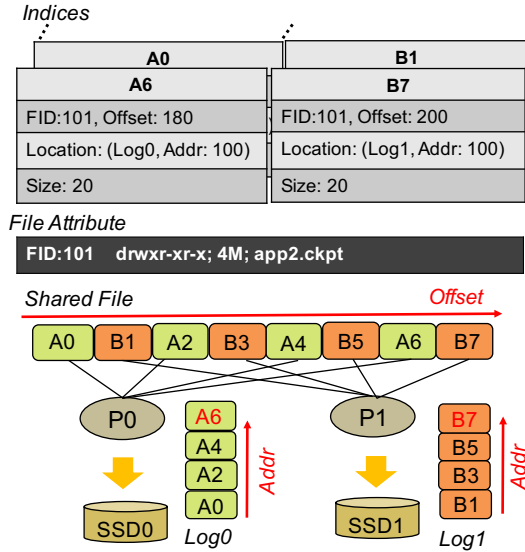 Indices
A0
B1
A6
B7
FID:101, Offset: 180
FID:101, Offset: 200
Location: (Log0, Addr: 100)
Location: (Log1, Addr: 100)
Size: 20
Size: 20
File Attribute
FID:101 drwxr-xr-x; 4M; app2.ckpt
Shared File
Offset
A0 B1 A2 B3 A4 B5 A6 B7
P0
A6
A4
A2
A0
Addr
P1
B7
B5
B3
B1
Addr
SSD0
Log0
SSD1
Log1